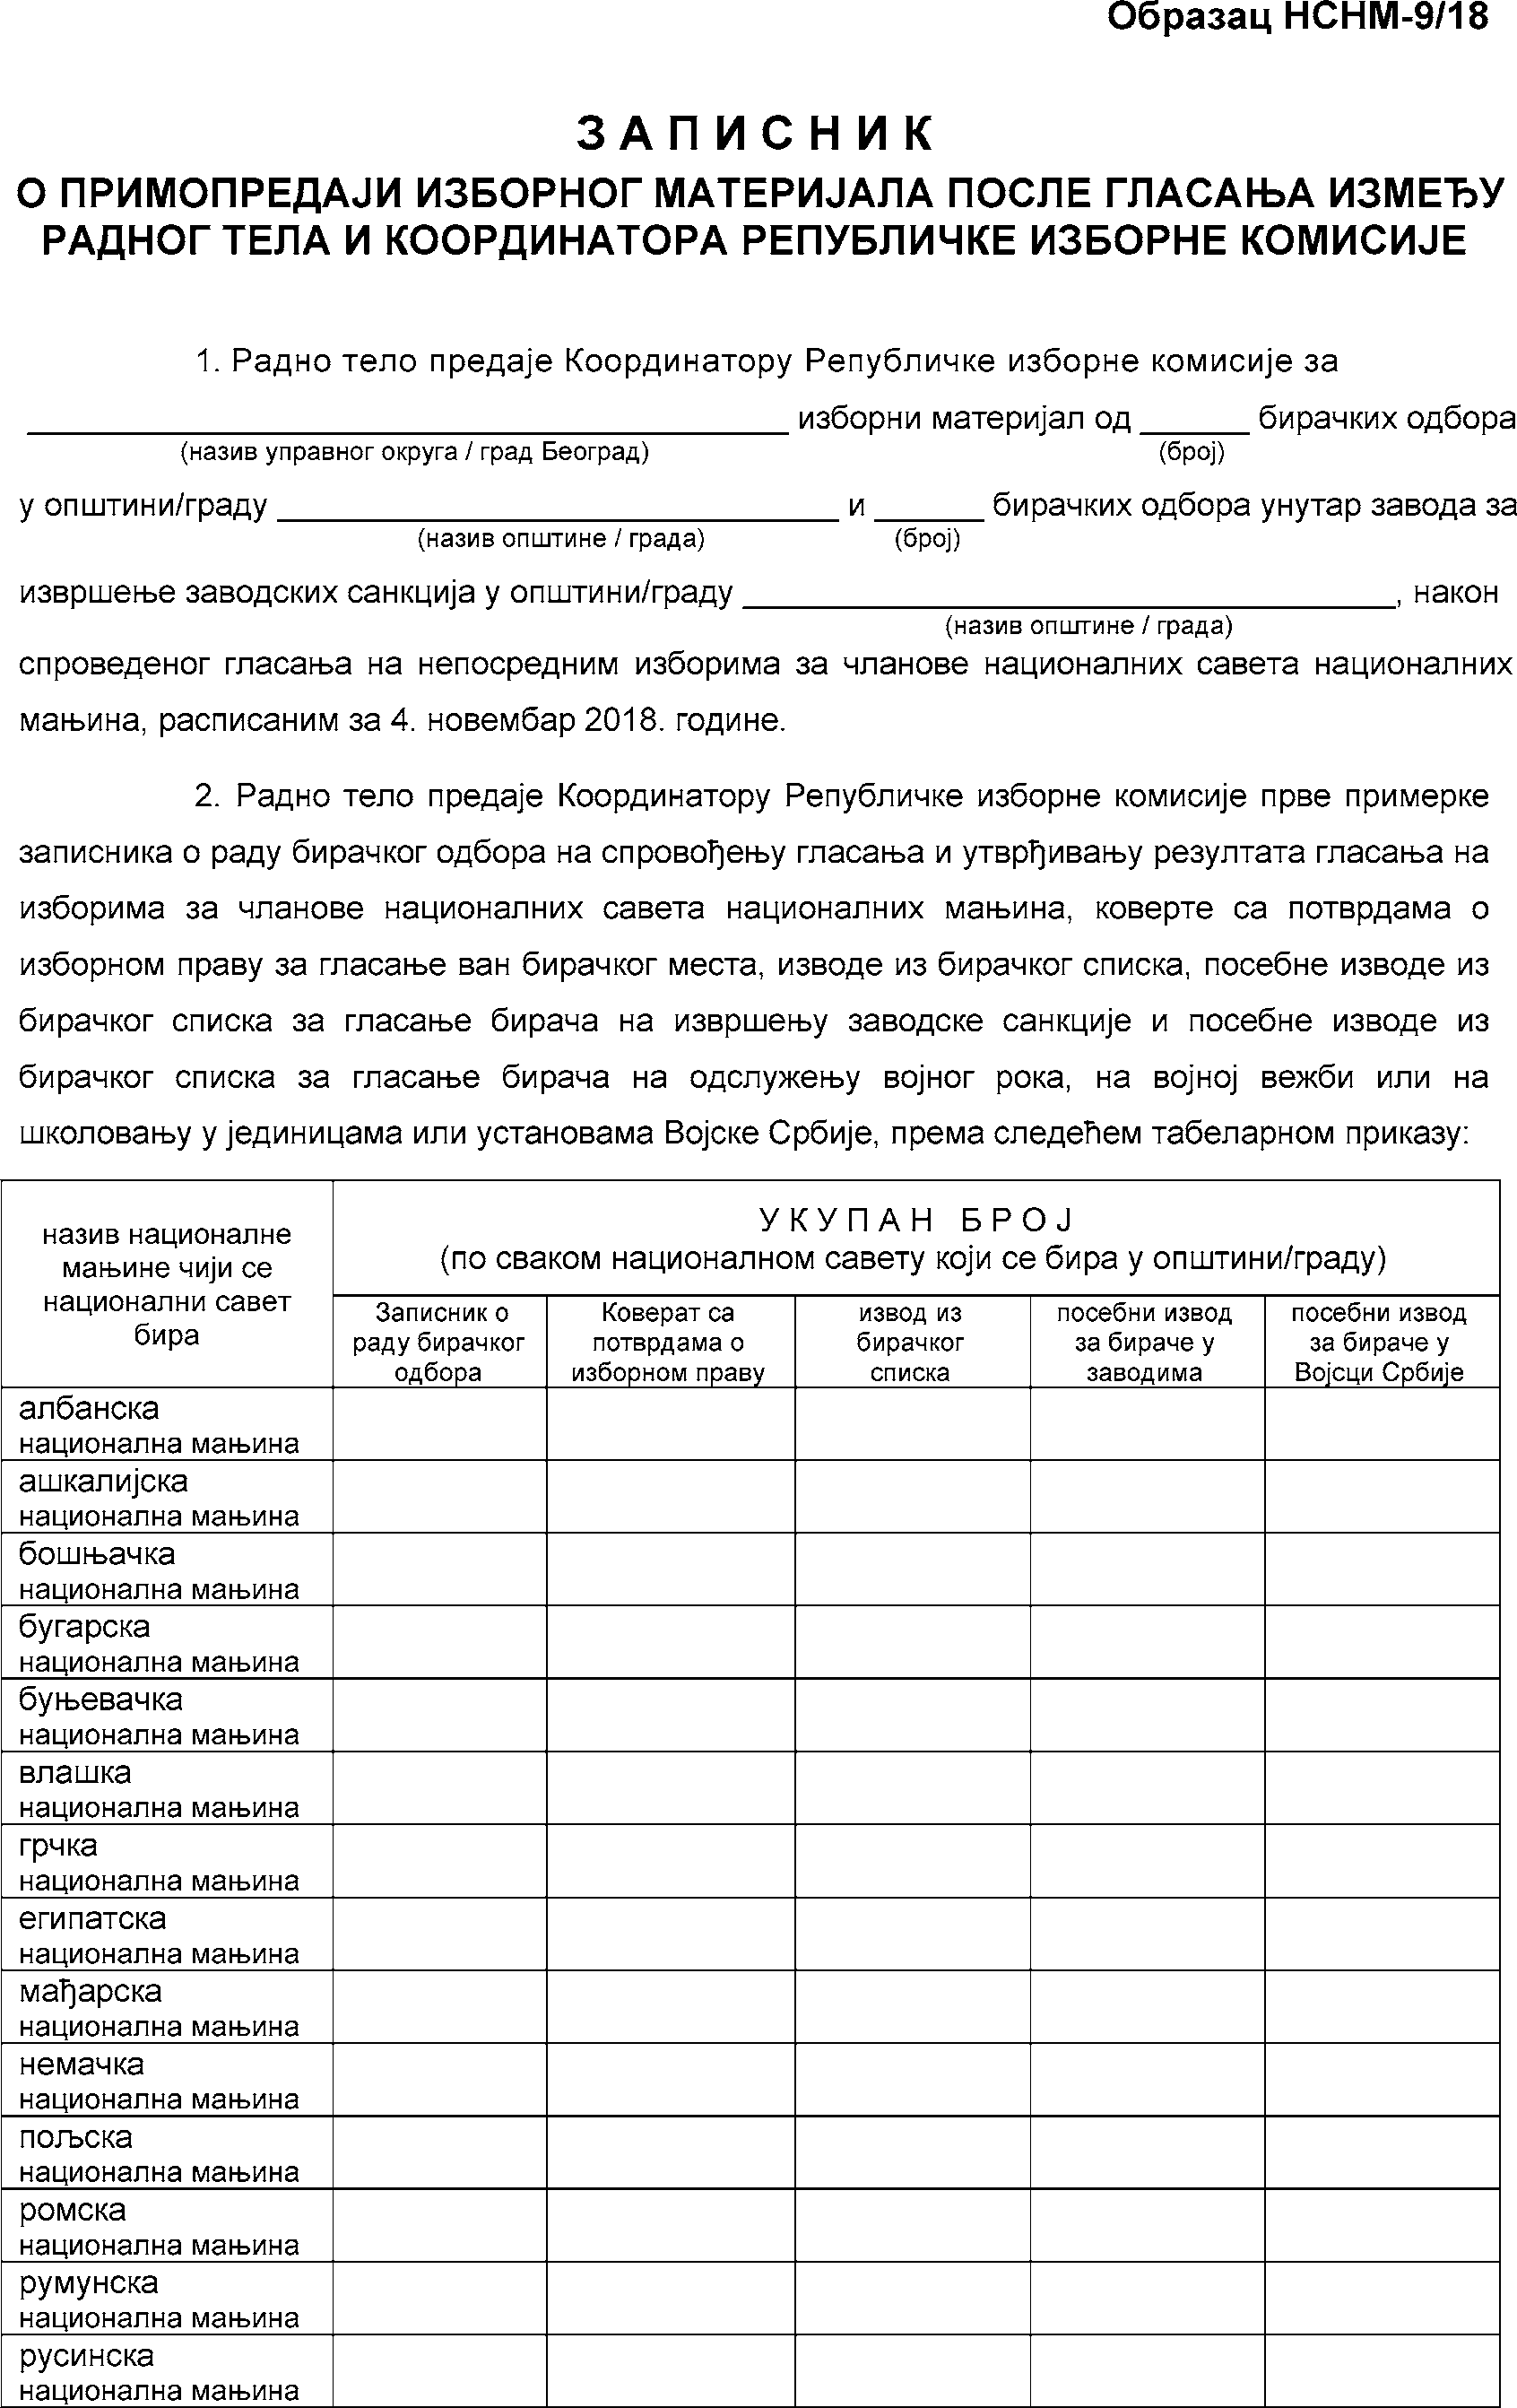 Образац НСНМ-9/18
З А П И С Н И К
О ПРИМОПРЕДАЈИ ИЗБОРНОГ МАТЕРИЈАЛА ПОСЛЕ ГЛАСАЊА ИЗМЕЂУ
РАДНОГ ТЕЛА И КООРДИНАТОРА РЕПУБЛИЧКЕ ИЗБОРНЕ КОМИСИЈЕ
1. Радно тело предаје Координатору Републичке изборне комисије за
изборни материјал од ______ бирачких одбора
(назив управног округа / град Београд) (број)
у општини/граду ______ и ______ бирачких одбора унутар завода за
(назив општине / града) (број)
извршење заводских санкција у општини/граду ______, након
(назив општине / града)
спроведеног гласања на непосредним изборима за чланове националних савета националних
мањина, расписаним за 4. новембар 2018. године.
2. Радно тело предаје Координатору Републичке изборне комисије прве примерке
записника о раду бирачког одбора на спровођењу гласања и утврђивању резултата гласања на
изборима за чланове националних савета националних мањина, коверте са потврдама о
изборном праву за гласање ван бирачког места, изводе из бирачког списка, посебне изводе из
бирачког списка за гласање бирача на извршењу заводске санкције и посебне изводе из
бирачког списка за гласање бирача на одслужењу војног рока, на војној вежби или на
школовању у јединицама или установама Војске Србије, према следећем табеларном приказу:
назив националне
мањине чији се
национални савет
бира
У К У П А Н Б Р О Ј
(по сваком националном савету који се бира у општини/граду)
Записник о
раду бирачког
одбора
Коверат са
потврдама о
изборном праву
извод из
бирачког
списка
посебни извод
за бираче у
заводима
посебни извод
за бираче у
Војсци Србије
албанска
национална мањина
ашкалијска
национална мањина
бошњачка
национална мањина
бугарска
национална мањина
буњевачка
национална мањина
влашка
национална мањина
грчка
национална мањина
египатска
национална мањина
мађарска
национална мањина
немачка
национална мањина
пољска
национална мањина
ромска
национална мањина
румунска
национална мањина
русинска
национална мањина